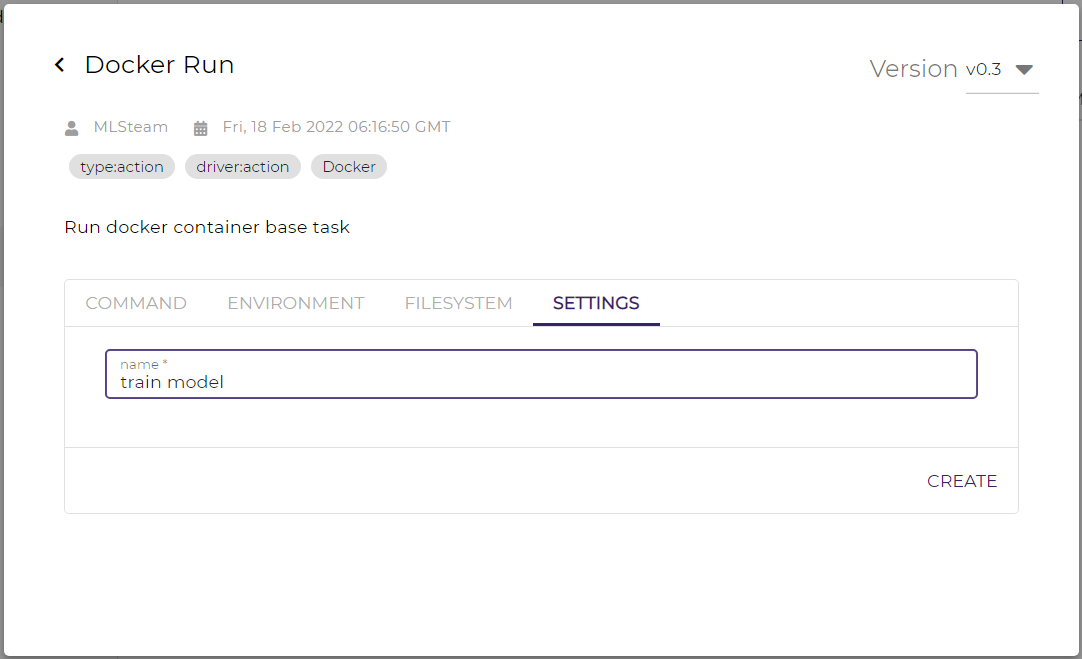 Docker Run
Version v0.3
MLSteam Fri, 18 Feb 2022 06:16:50 GMT
type:action driver:action Docker
Run docker container base task
COMMAND ENVIRONMENT FILESYSTEM SETTINGS
name *
train model
CREATE